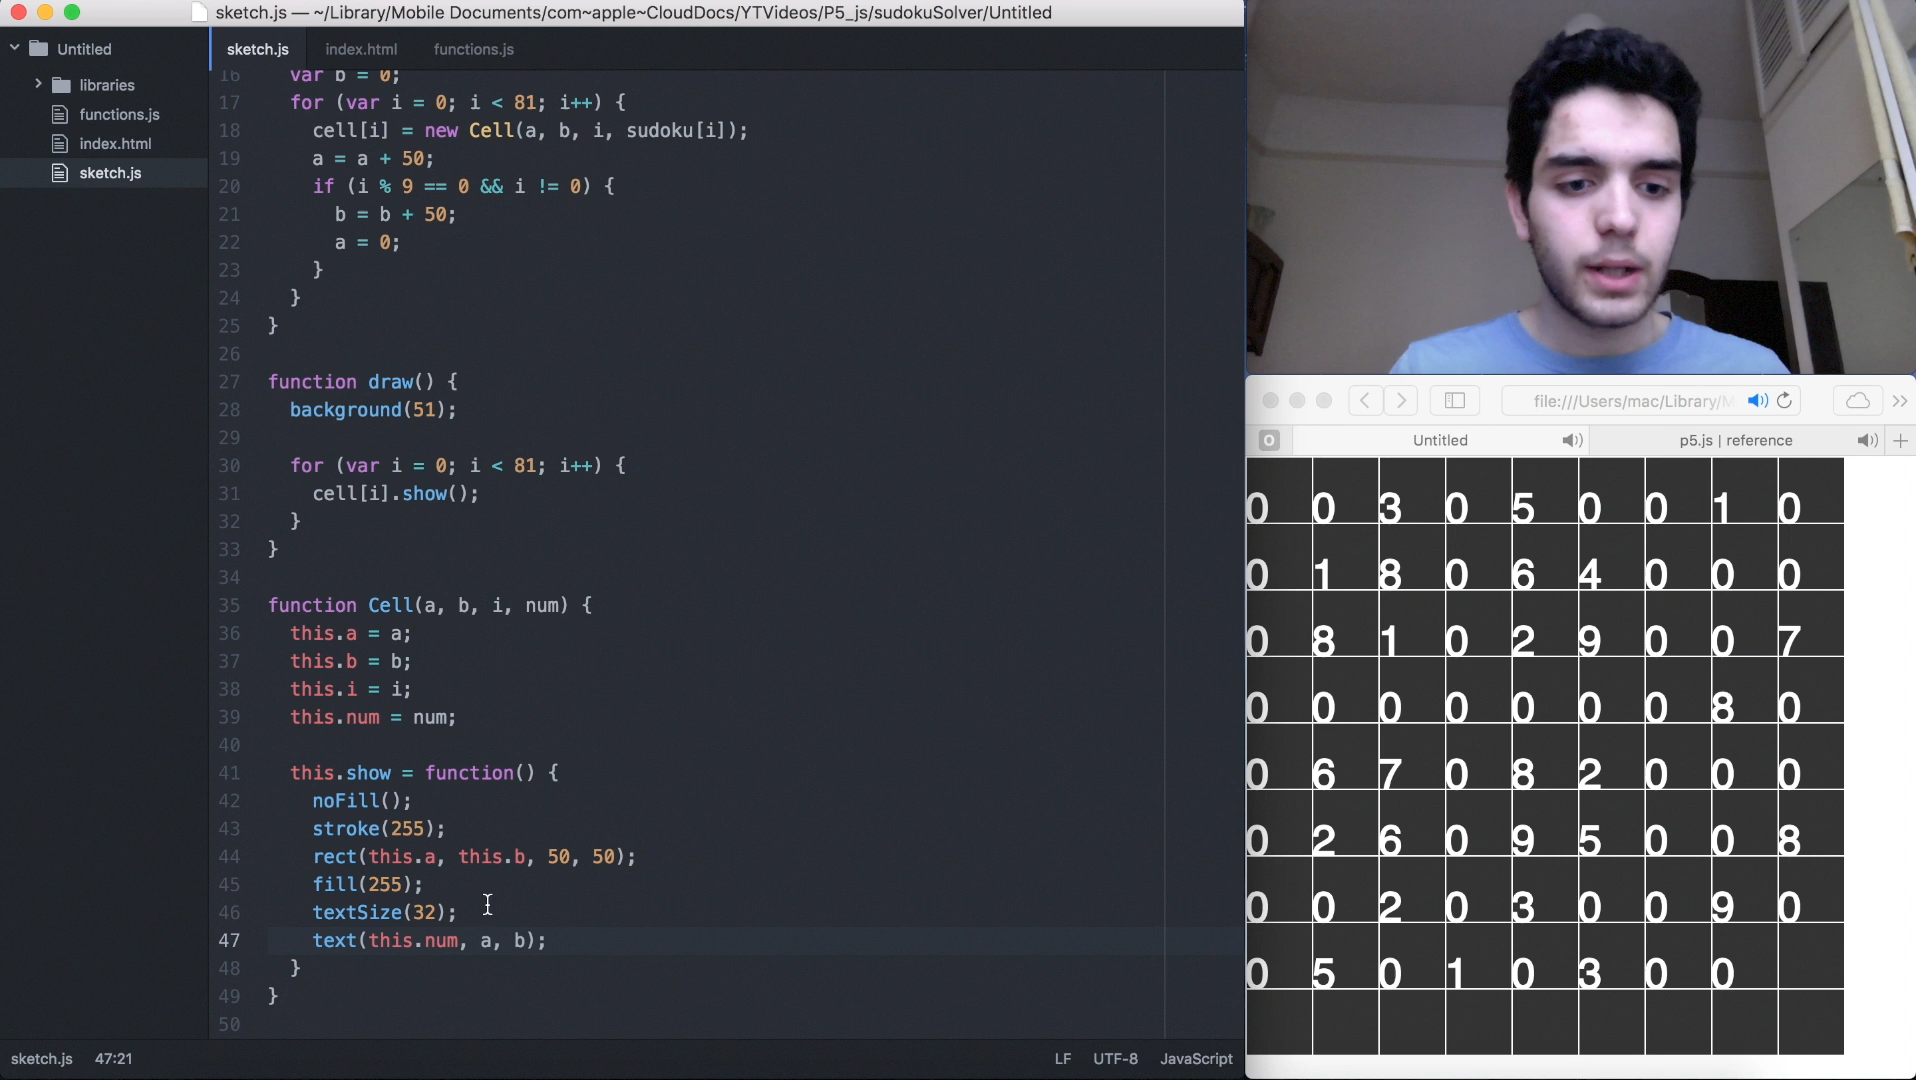 sketch.js — ~/Library/Mobile Documents/com~apple~CloudDocs/YTVideos/P5_js/sudokuSolver/Untitled
Untitled
libraries
functions.js
index.html
sketch.js
sketch.js index.html functions.js
16 var b = 0;
17 for (var i = 0; i < 81; i++) {
18 cell[i] = new Cell(a, b, i, sudoku[i]);
19 a = a + 50;
20 if (i % 9 == 0 && i != 0) {
21 b = b + 50;
22 a = 0;
23 }
24 }
25 }
26
27 function draw() {
28 background(51);
29
30 for (var i = 0; i < 81; i++) {
31 cell[i].show();
32 }
33 }
34
35 function Cell(a, b, i, num) {
36 this.a = a;
37 this.b = b;
38 this.i = i;
39 this.num = num;
40
41 this.show = function() {
42 noFill();
43 stroke(255);
44 rect(this.a, this.b, 50, 50);
45 fill(255);
46 textSize(32);
47 text(this.num, a, b);
48 }
49 }
50
sketch.js 47:21 LF UTF-8 JavaScript
file:///Users/mac/Library/M
O Untitled p5.js | reference
0 0 3 0 5 0 0 1 0
0 1 8 0 6 4 0 0 0
0 8 1 0 2 9 0 0 7
0 0 0 0 0 0 0 8 0
0 6 7 0 8 2 0 0 0
0 2 6 0 9 5 0 0 8
0 0 2 0 3 0 0 9 0
0 5 0 1 0 3 0 0